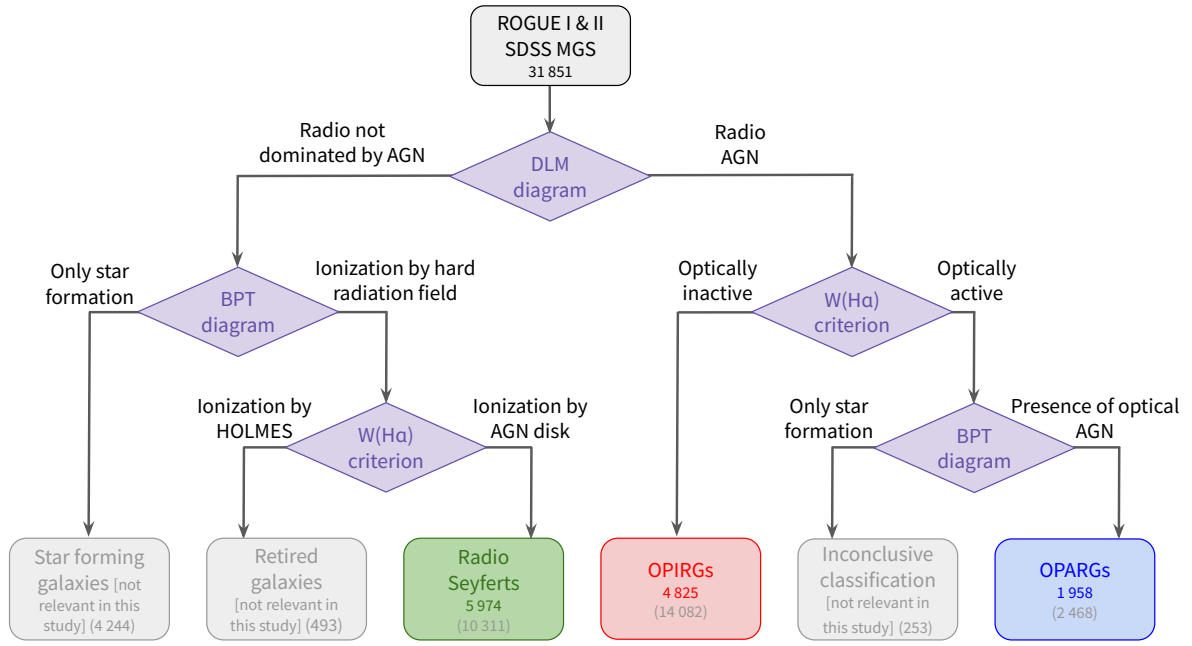 ROGUE I & II
SDSS MGS
31 851
Radio not
dominated by AGN
Radio
AGN
DLM
diagram
Only star
formation
Ionization by hard
radiation field
Optically
inactive
Optically
active
BPT
diagram
W(Hα)
criterion
Ionization by
HOLMES
Ionization by
AGN disk
Only star
formation
Presence of optical
AGN
W(Hα)
criterion
BPT
diagram
Star forming
galaxies [not
relevant in this
study] (4 244)
Retired
galaxies
[not relevant in
this study] (493)
Radio
Seyferts
5 974
(10 311)
OPIRGs
4 825
(14 082)
Inconclusive
classification
[not relevant in
this study] (253)
OPARGs
1 958
(2 468)